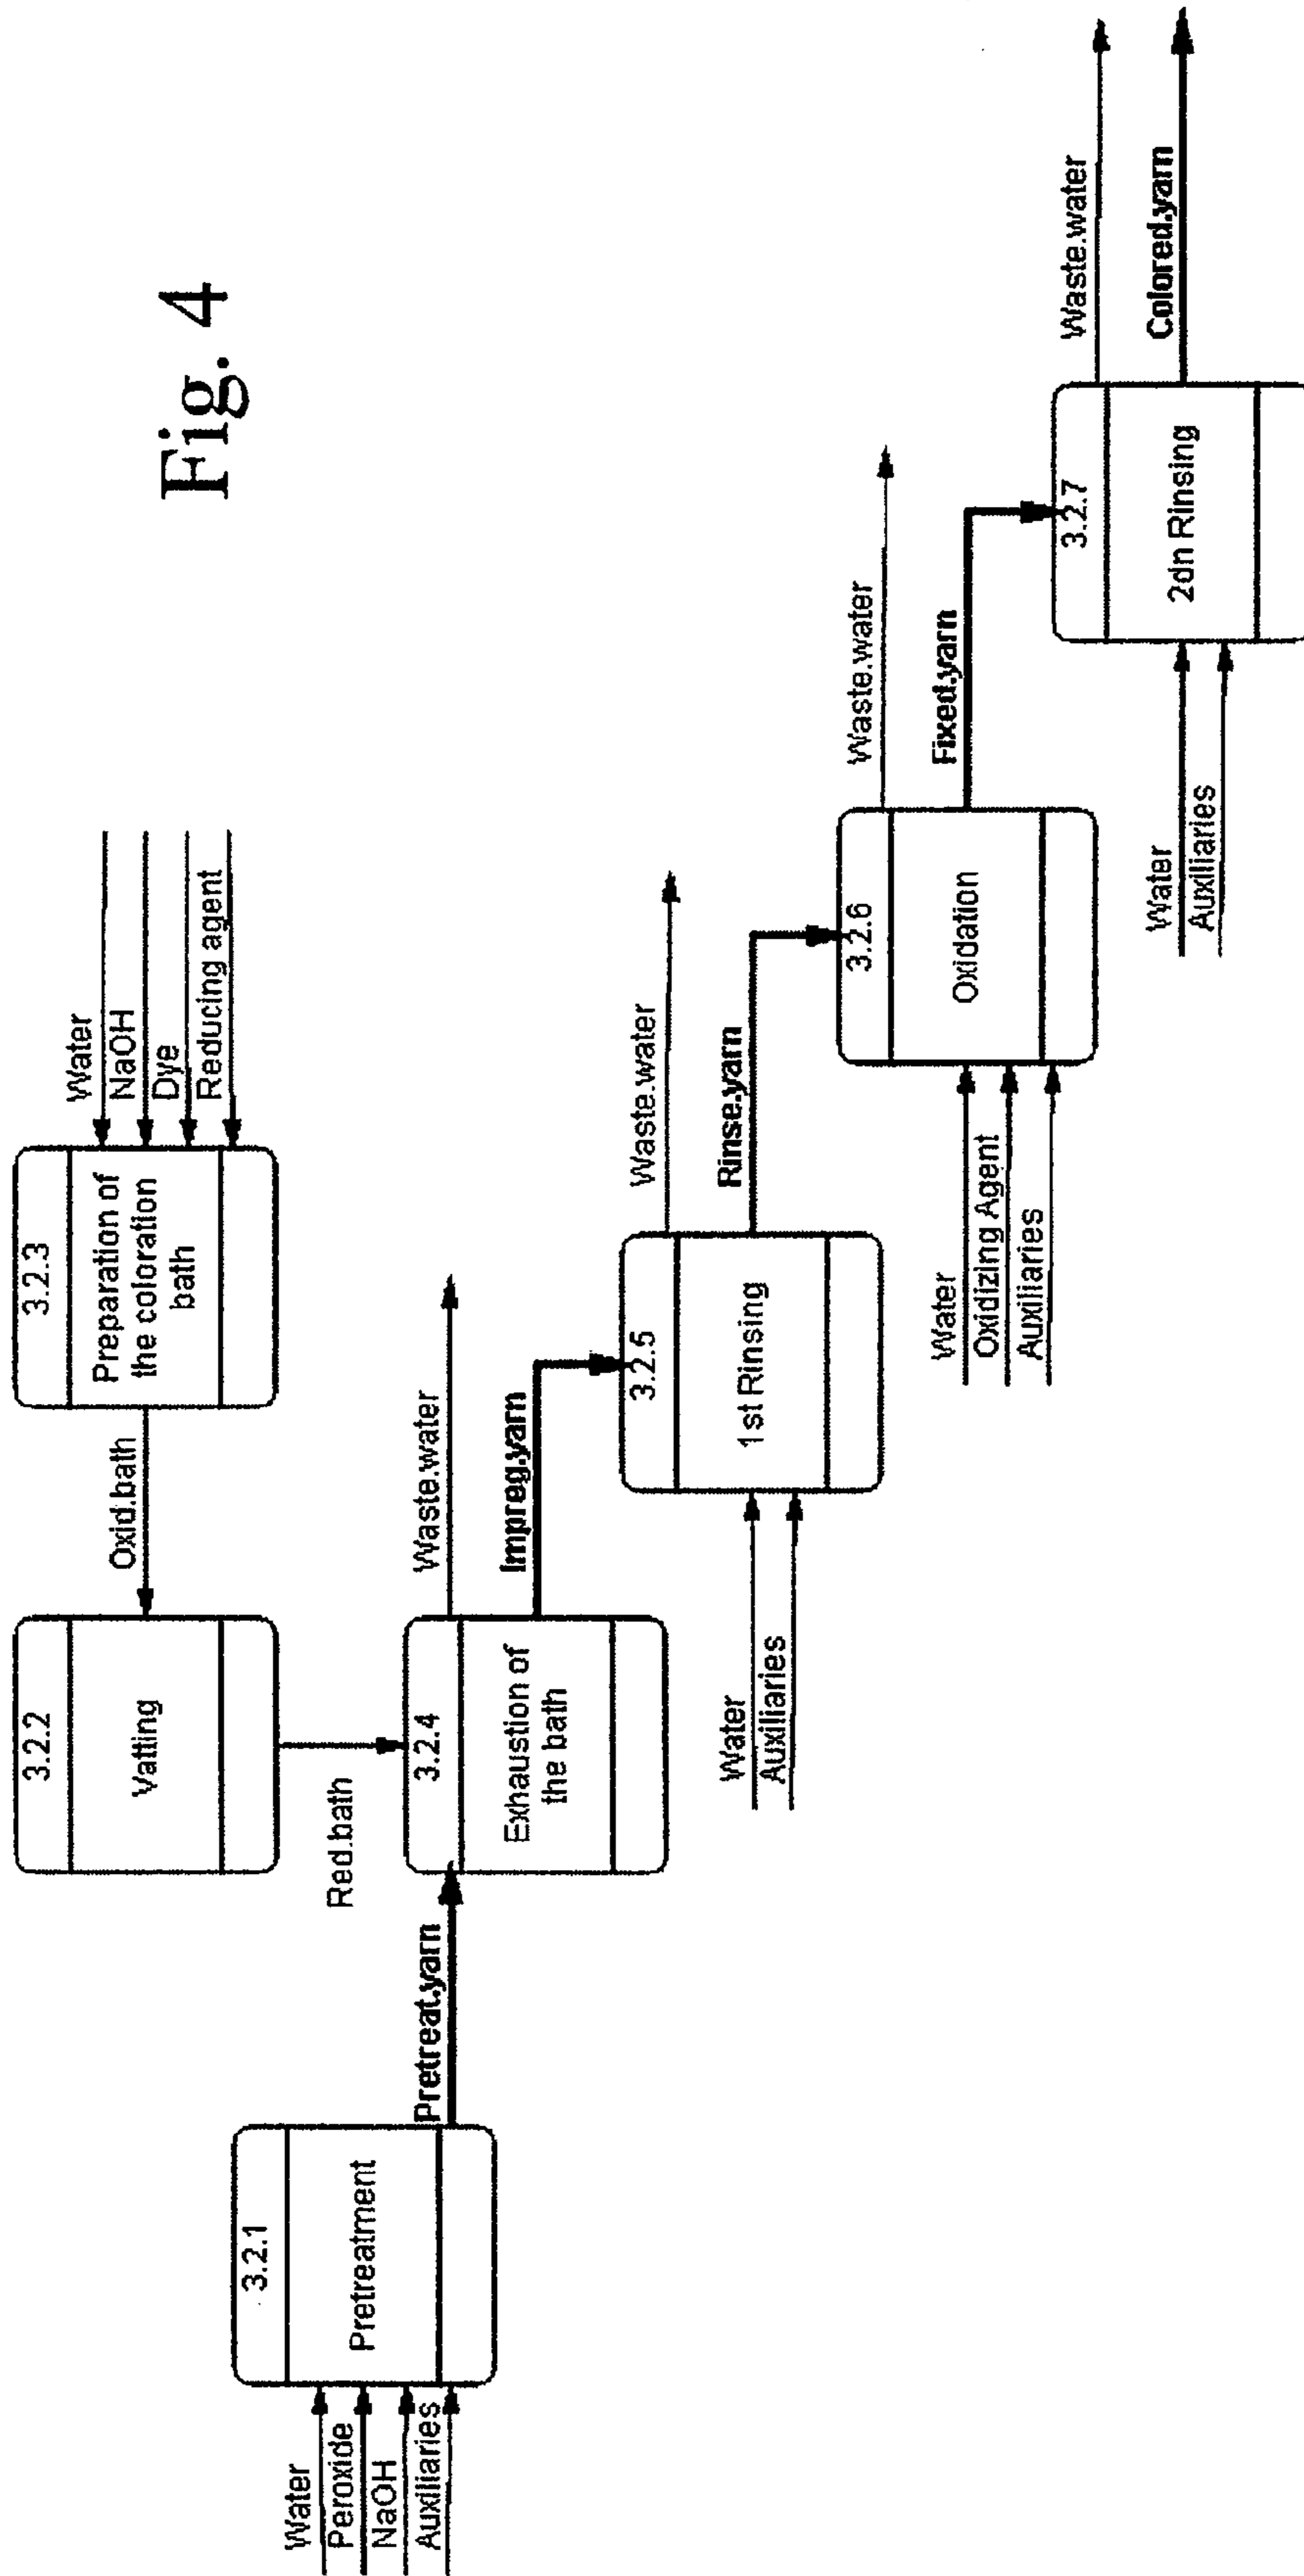 Fig. 4
3.2.2
Vatting
Oxid.bath
3.2.3
Preparation of
the coloration
bath
Water
NaOH
Dye
Reducing agent
Red.bath
Water
Peroxide
NaOH
Auxiliaries
3.2.1
Pretreatment
Pretreat.yarn
3.2.4
Exhaustion of
the bath
Waste.water
Impreg.yarn
Water
Auxiliaries
3.2.5
1st Rinsing
Waste.water
Rinse.yarn
Water
Oxidizing Agent
Auxiliaries
3.2.6
Oxidation
Waste.water
Fixed.yarn
Water
Auxiliaries
3.2.7
2dn Rinsing
Waste.water
Colored.yarn